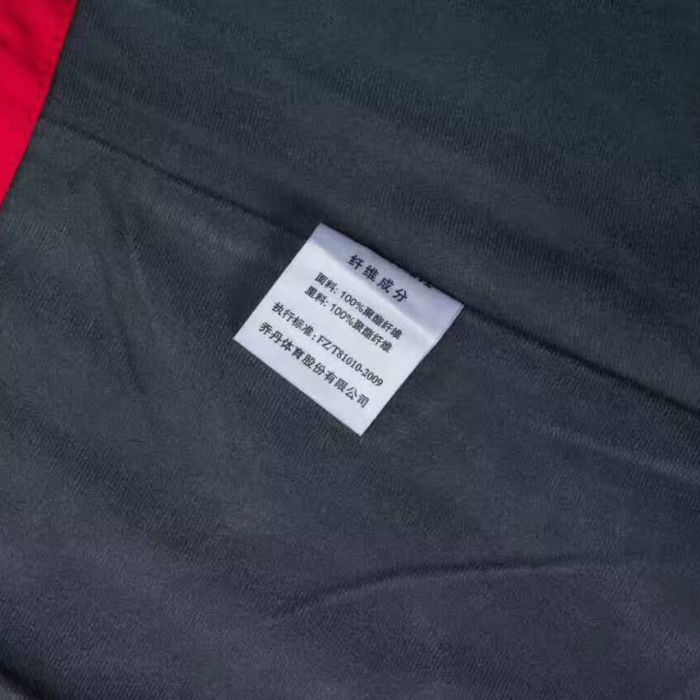 纤维成分
面料: 100%聚酯纤维
里料: 100%聚酯纤维
执行标准: FZ/T81010-2009
乔丹体育股份有限公司